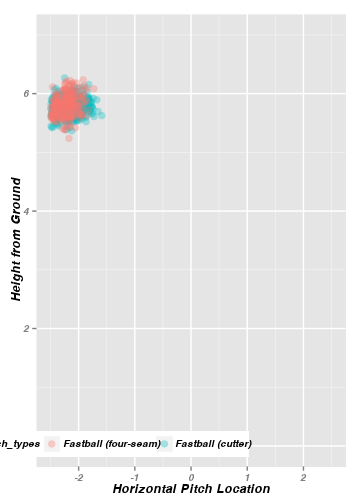 6
4
2
Height from Ground
ch_types Fastball (four-seam) Fastball (cutter)
-2 -1 0 1 2
Horizontal Pitch Location